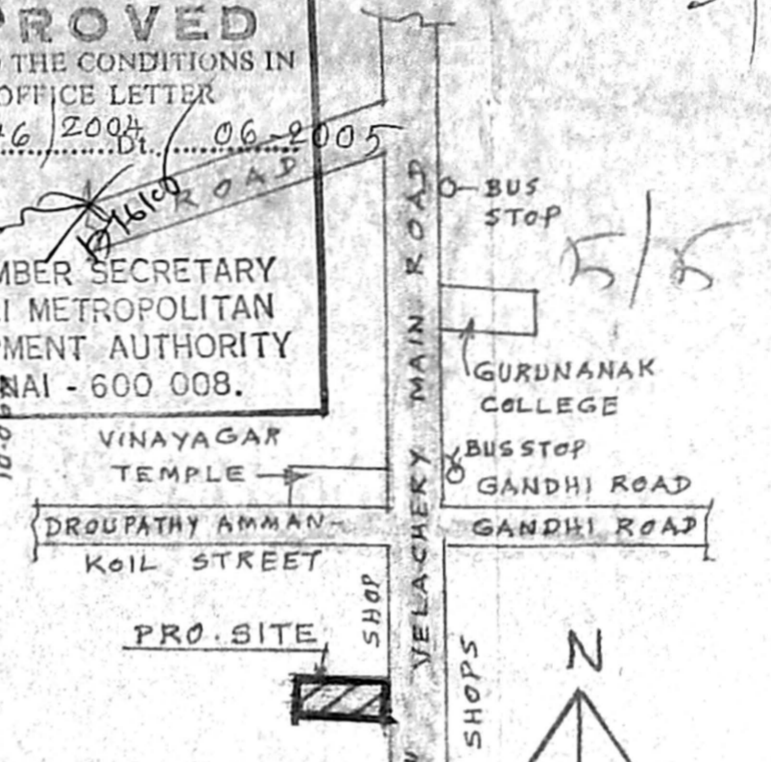 PROVED
THE CONDITIONS IN
OFFICE LETTER
2004 Dt. 06-2005
ROAD
MBER SECRETARY
I METROPOLITAN
MENT AUTHORITY
NAI - 600 008.
BUS
STOP
5/5
GURUNANAK
COLLEGE
BUS STOP
GANDHI ROAD
VINAYAGAR
TEMPLE
DROUPATHY AMMAN-
KOIL STREET
GANDHI ROAD
VELACHERY MAIN ROAD
SHOP
SHOPS
PRO. SITE
N